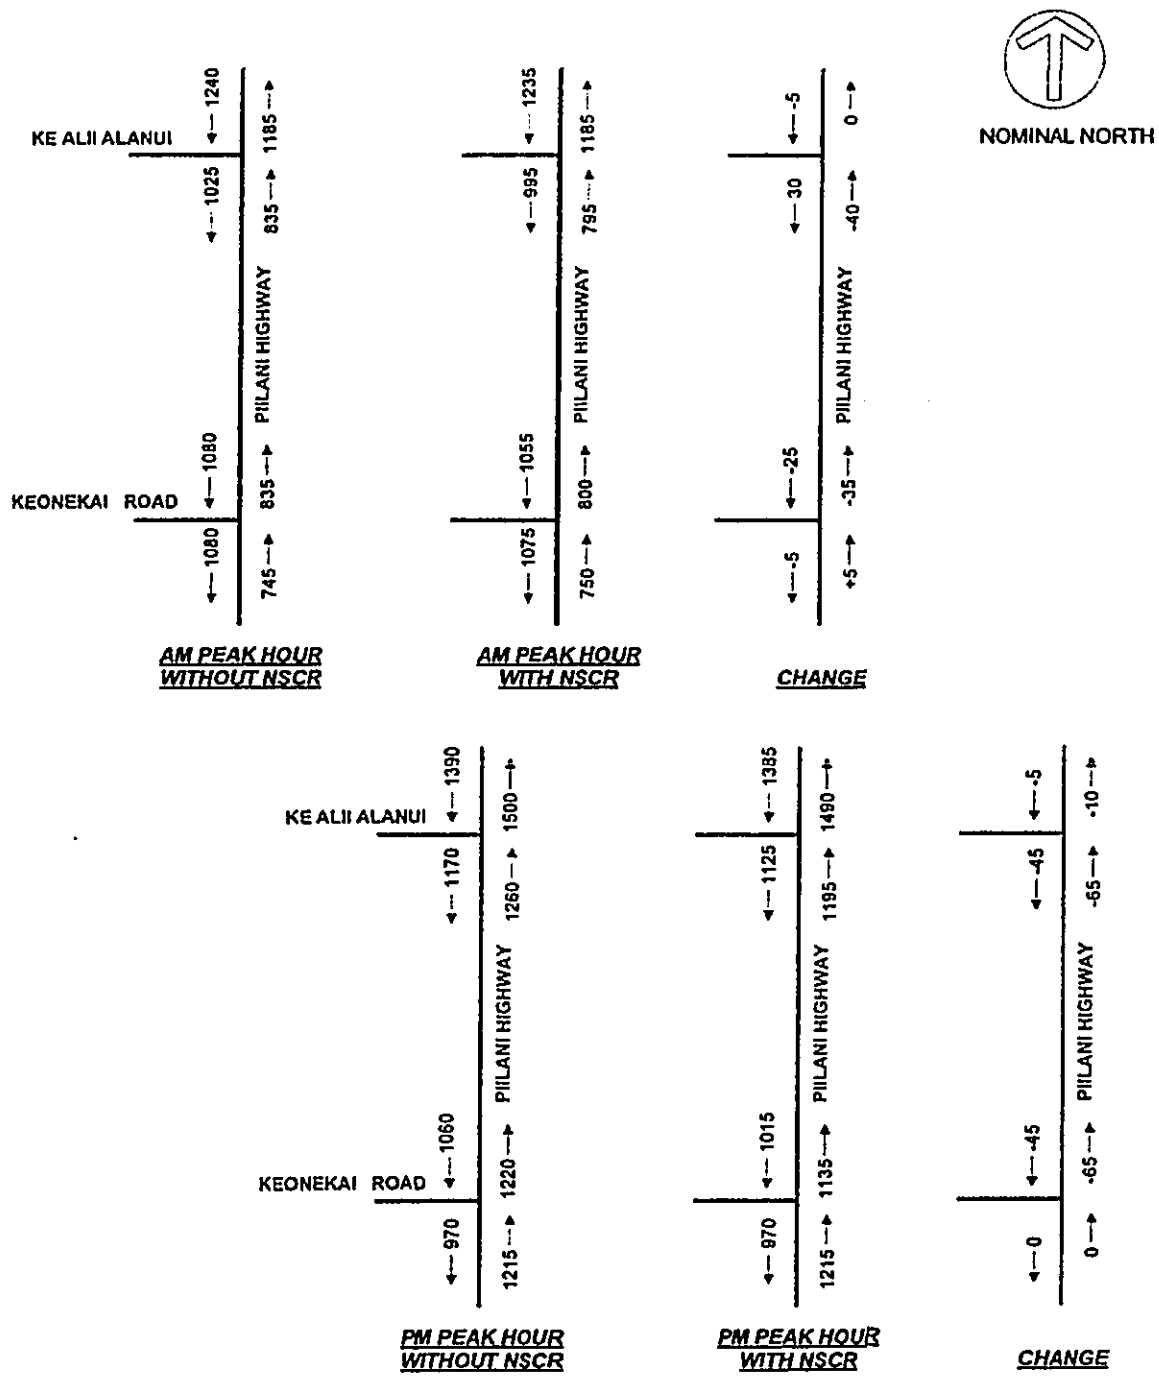 NOMINAL NORTH
KE ALII ALANUI
1240
1185
1025
835
PIILANI HIGHWAY
KEONEKAI ROAD
1080
835
1080
745
AM PEAK HOUR
WITHOUT NSCR
1235
1185
995
795
PIILANI HIGHWAY
1055
800
1075
750
AM PEAK HOUR
WITH NSCR
-5
0
30
-40
PIILANI HIGHWAY
-25
-35
-5
+5
CHANGE
KE ALII ALANUI
1390
1500
1170
1260
PIILANI HIGHWAY
KEONEKAI ROAD
1060
1220
970
1215
PM PEAK HOUR
WITHOUT NSCR
1385
1490
1125
1195
PIILANI HIGHWAY
1015
1135
970
1215
PM PEAK HOUR
WITH NSCR
-5
-10
-45
-65
PIILANI HIGHWAY
-45
-65
0
0
CHANGE